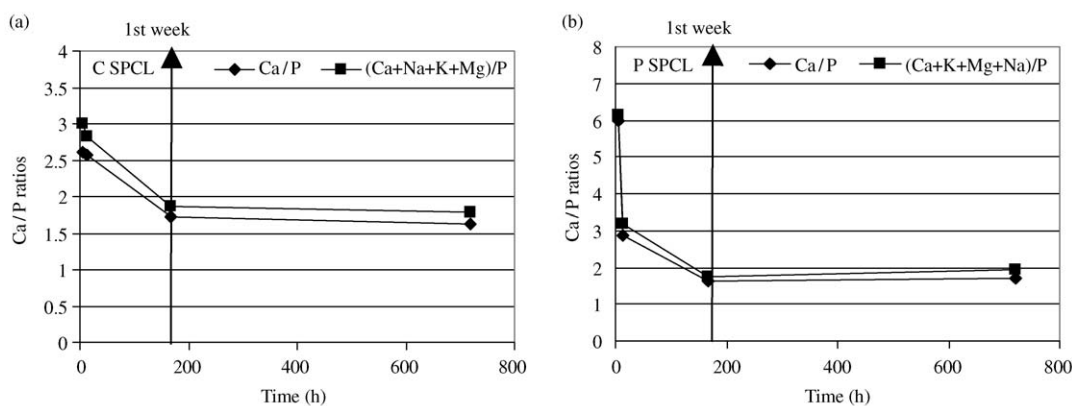 (a)
1st week
4
3.5
3
2.5
2
1.5
1
0.5
0
C SPCL
Ca/P
(Ca+Na+K+Mg)/P
Ca/P ratios
0 200 400 600 800
Time (h)
(b)
1st week
8
7
6
5
4
3
2
1
0
P SPCL
Ca/P
(Ca+K+Mg+Na)/P
Ca/P ratios
0 200 400 600 800
Time (h)